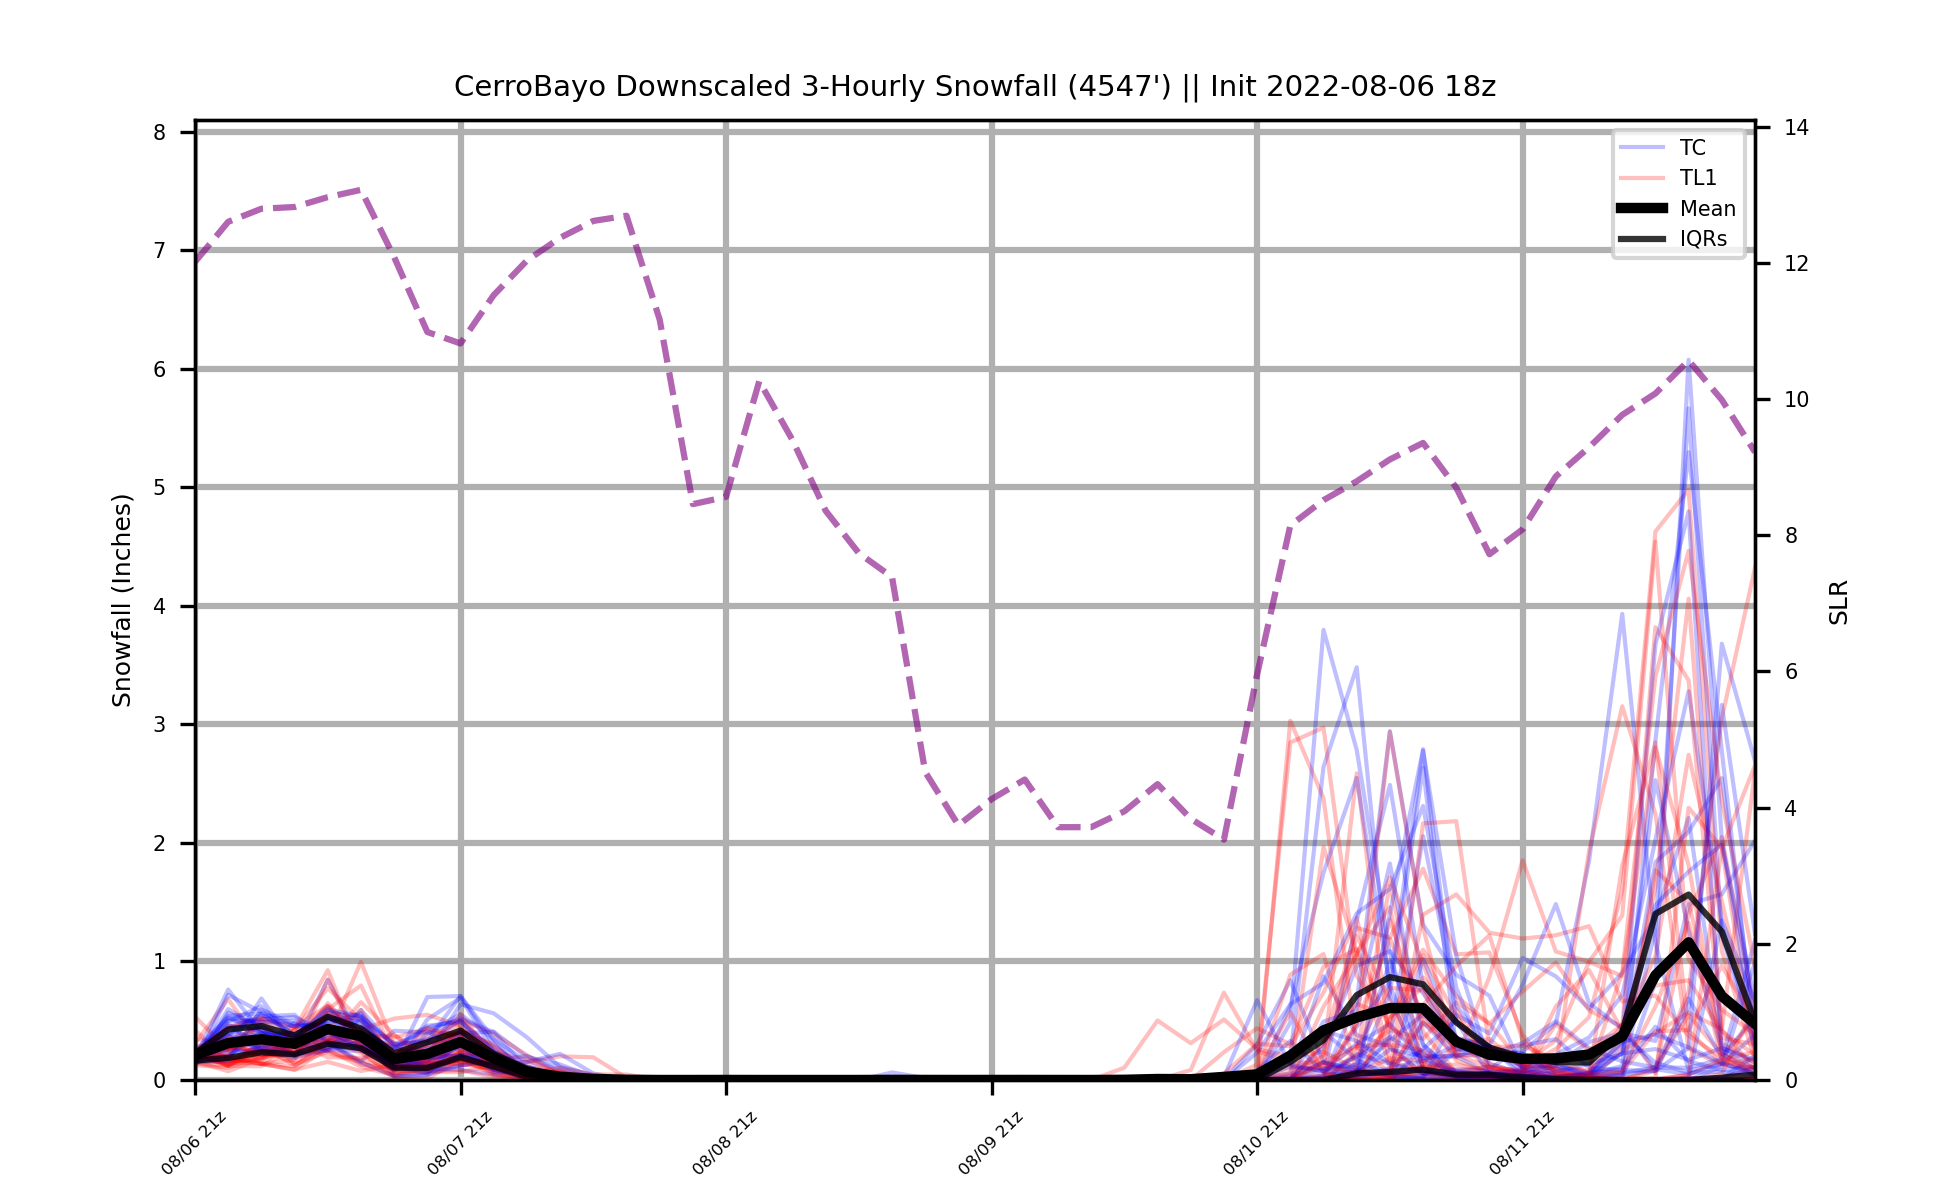 CerroBayo Downscaled 3-Hourly Snowfall (4547') || Init 2022-08-06 18z
8
7
6
5
4
3
2
1
0
Snowfall (Inches)
14
12
10
8
6
4
2
0
SLR
TC
TL1
Mean
IQRs
08/06 21z
08/07 21z
08/08 21z
08/09 21z
08/10 21z
08/11 21z